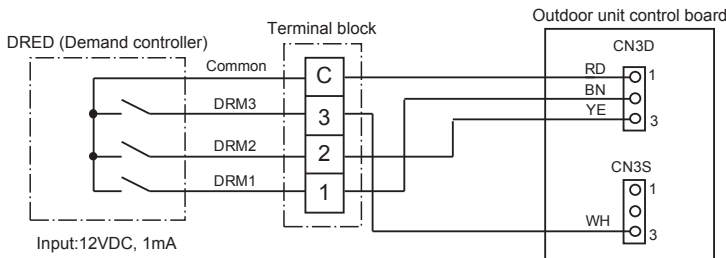 Outdoor unit control board
Terminal block
DRED (Demand controller)
CN3D
Common
C
RD
1
DRM3
3
BN
YE
3
DRM2
2
CN3S
DRM1
1
1
WH
3
Input:12VDC, 1mA